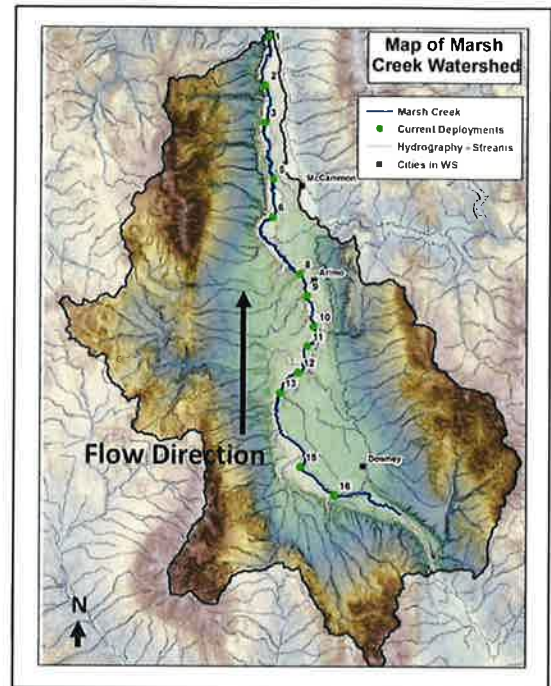 Map of Marsh
Creek Watershed
Marsh Creek
Current Deployments
Hydrography - Streams
Cities in WS
1
2
3
5
McCammon
6
8
Arimo
9
10
11
12
13
Flow Direction
15
Downey
16
N